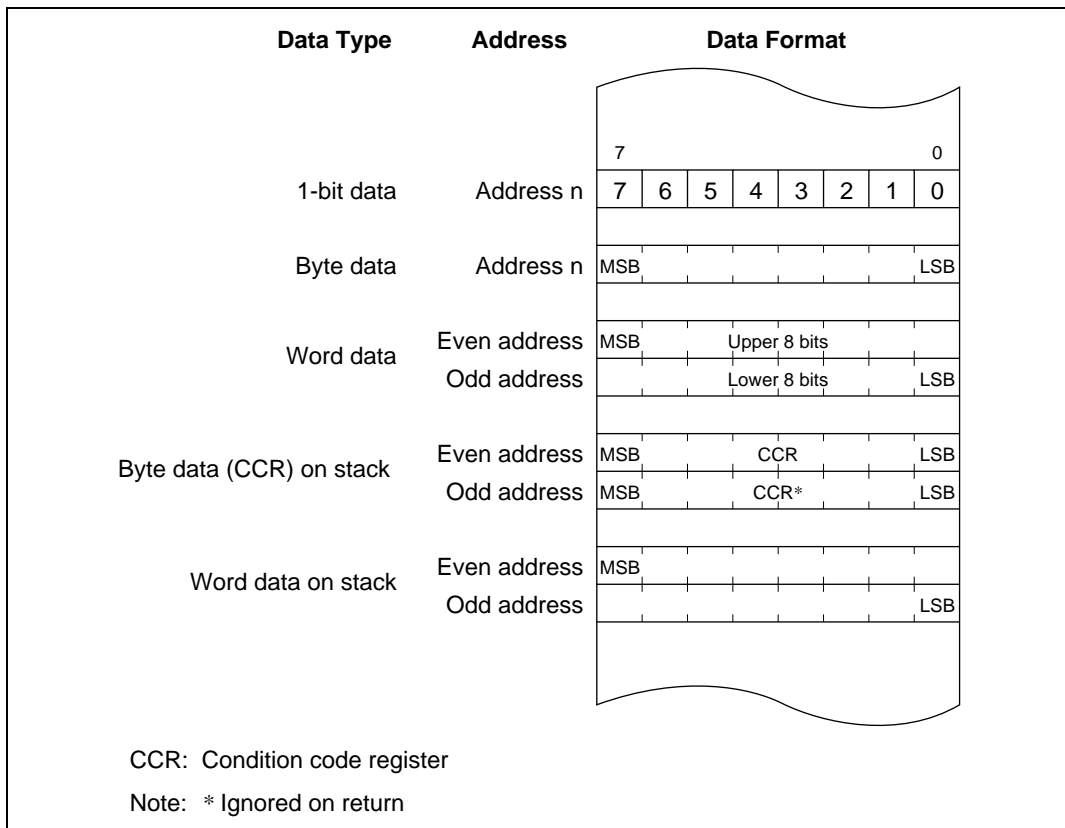 Data Type Address Data Format
7 0
1-bit data Address n 7 6 5 4 3 2 1 0
Byte data Address n MSB LSB
Word data
Even address MSB Upper 8 bits
Odd address Lower 8 bits LSB
Byte data (CCR) on stack
Even address MSB CCR LSB
Odd address MSB CCR* LSB
Word data on stack
Even address MSB
Odd address LSB
CCR: Condition code register
Note: * Ignored on return